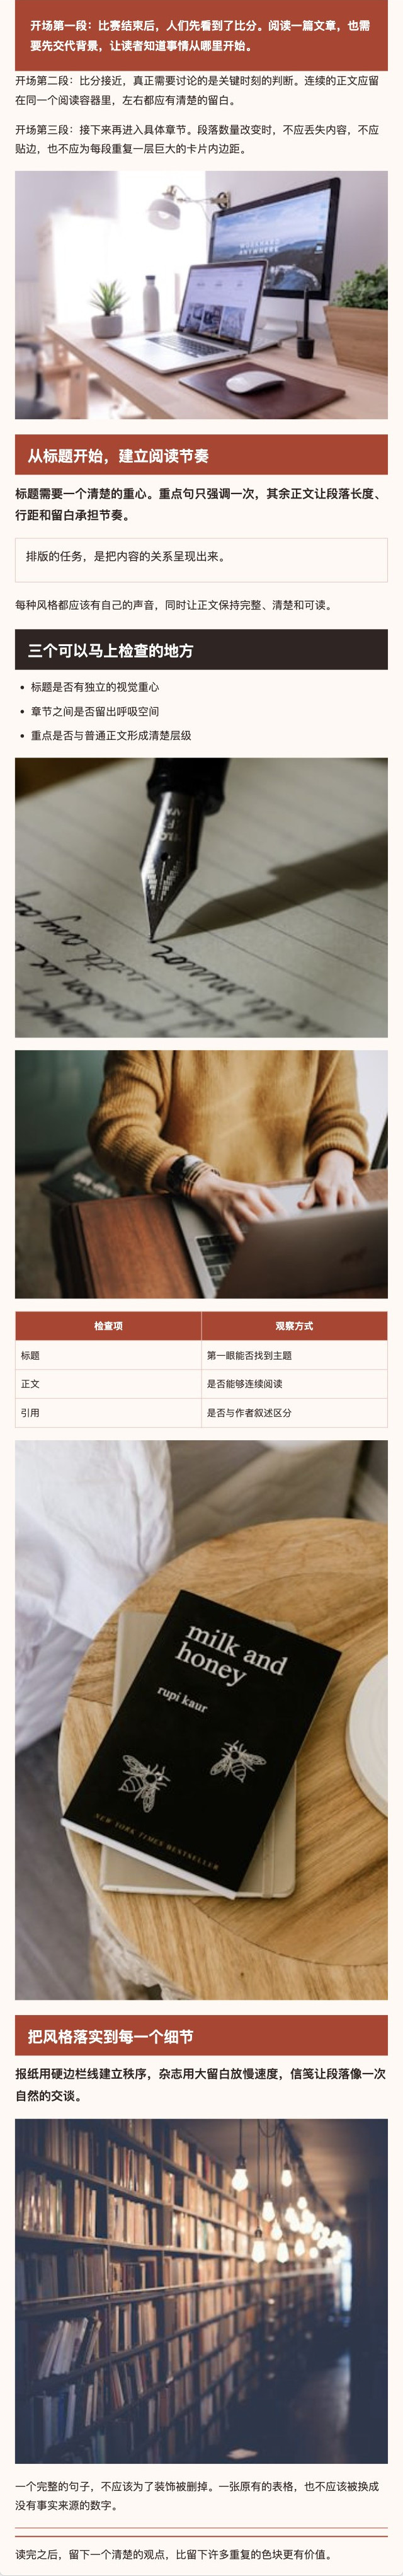 开场第一段：比赛结束后，人们先看到了比分。阅读一篇文章，也需
要先交代背景，让读者知道事情从哪里开始。
开场第二段：比分接近，真正需要讨论的是关键时刻的判断。连续的正文应留
在同一个阅读容器里，左右都应有清楚的留白。
开场第三段：接下来再进入具体章节。段落数量改变时，不应丢失内容，不应
贴边，也不应为每段重复一层巨大的卡片内边距。
从标题开始，建立阅读节奏
标题需要一个清楚的重心。重点句只强调一次，其余正文让段落长度、
行距和留白承担节奏。
排版的任务，是把内容的关系呈现出来。
每种风格都应该有自己的声音，同时让正文保持完整、清楚和可读。
三个可以马上检查的地方
• 标题是否有独立的视觉重心
• 章节之间是否留出呼吸空间
• 重点是否与普通正文形成清楚层级
检查项 观察方式
标题 第一眼能否找到主题
正文 是否能够连续阅读
引用 是否与作者叙述区分
milk and
honey
rupi kaur
NEW YORK TIMES BESTSELLER
把风格落实到每一个细节
报纸用硬边栏线建立秩序，杂志用大留白放慢速度，信笺让段落像一次
自然的交谈。
一个完整的句子，不应该为了装饰被删掉。一张原有的表格，也不应该被换成
没有事实来源的数字。
读完之后，留下一个清楚的观点，比留下许多重复的色块更有价值。